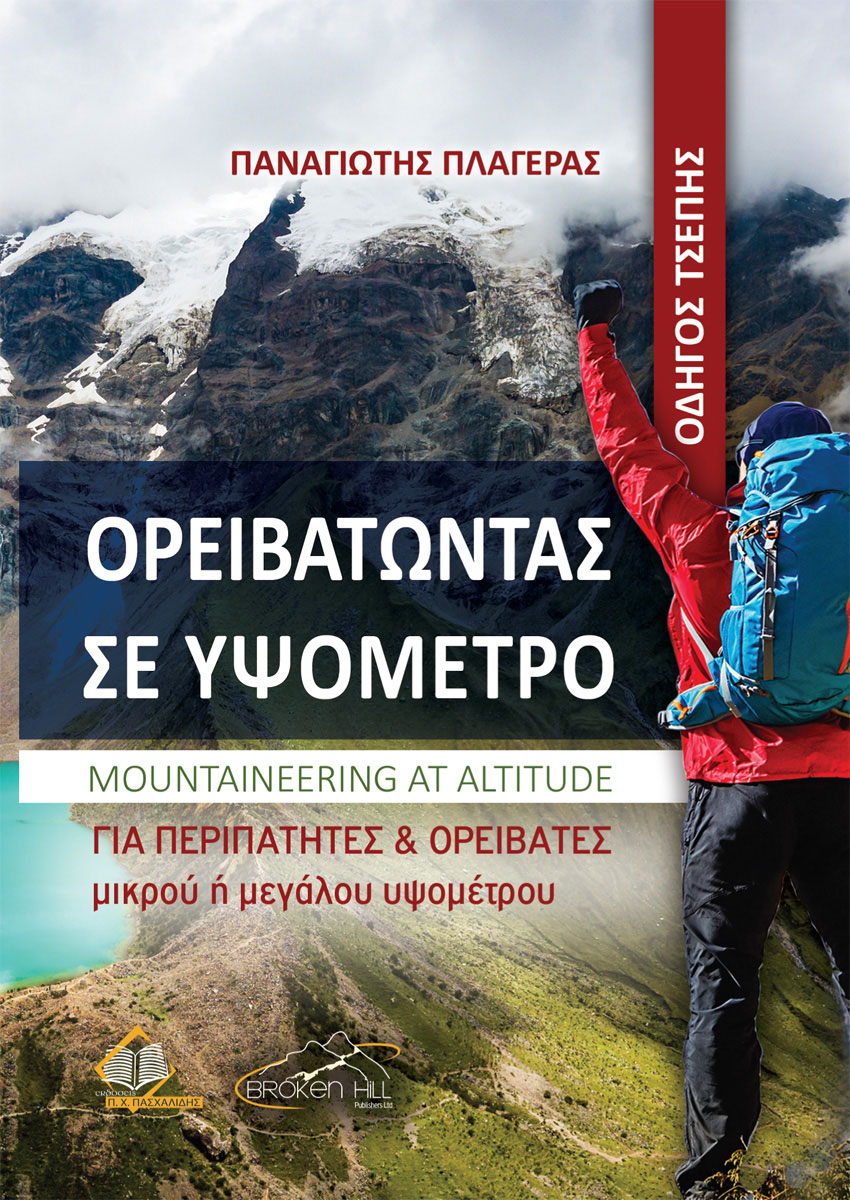 ΠΑΝΑΓΙΩΤΗΣ ΠΛΑΓΕΡΑΣ
ΟΔΗΓΟΣ ΤΣΕΠΗΣ
ΟΡΕΙΒΑΤΩΝΤΑΣ
ΣΕ ΥΨΟΜΕΤΡΟ
MOUNTAINEERING AT ALTITUDE
ΓΙΑ ΠΕΡΙΠΑΤΗΤΕΣ & ΟΡΕΙΒΑΤΕΣ
μικρού ή μεγάλου υψομέτρου
εκδοσεις
Π. Χ. ΠΑΣΧΑΛΙΔΗΣ
BROKEN HILL
Publishers Ltd